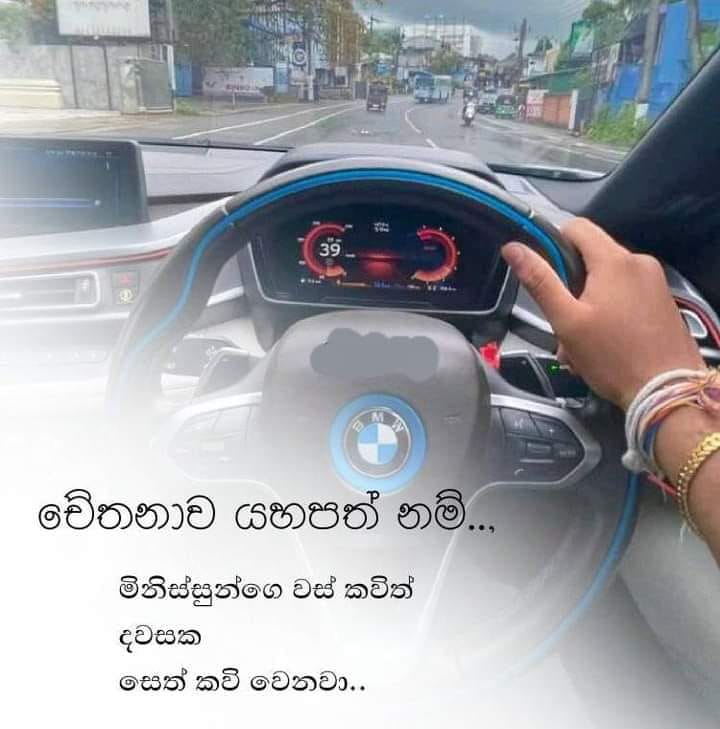 39
BMW
චේතනාව යහපත් නම්..,
මිනිස්සුන්ගෙ වස් කවිත්
දවසක
සෙත් කවි වෙනවා..